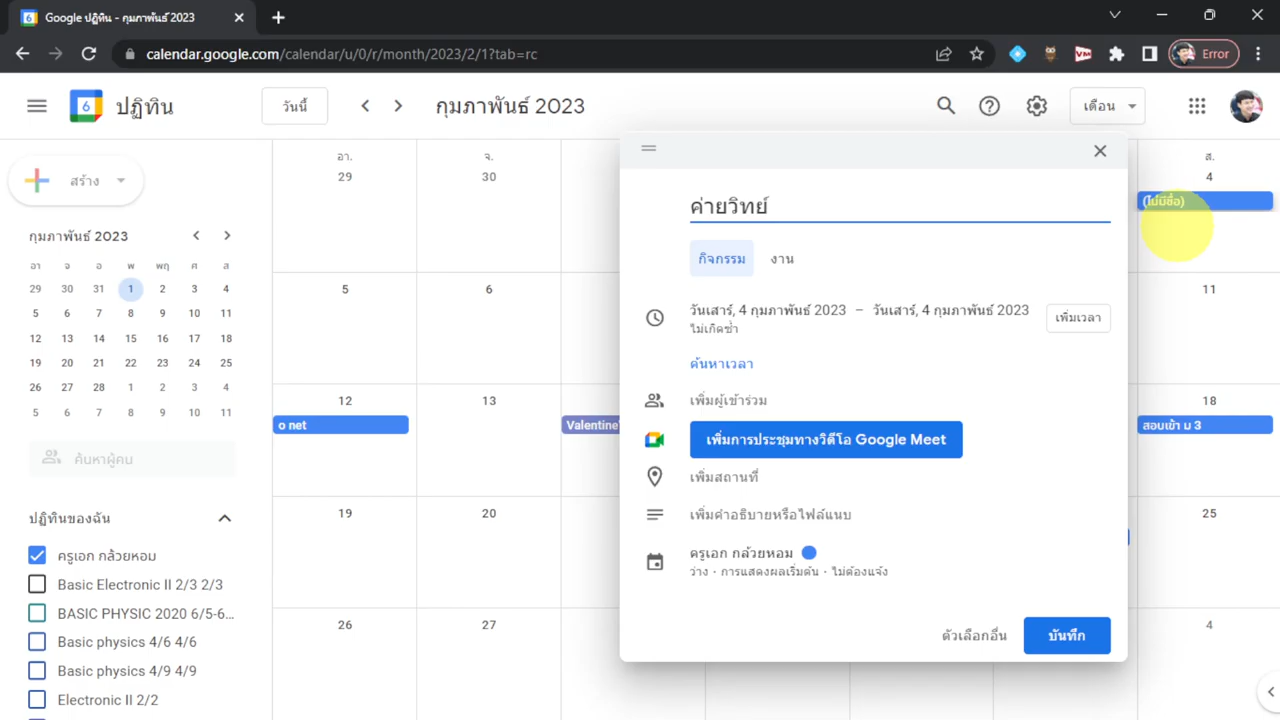 Google ปฏิทิน - กุมภาพันธ์ 2023
calendar.google.com/calendar/u/0/r/month/2023/2/1?tab=rc
Error
6 ปฏิทิน
วันนี้
กุมภาพันธ์ 2023
เดือน
สร้าง
กุมภาพันธ์ 2023
อา จ อ พ พฤ ศ ส
29 30 31 1 2 3 4
5 6 7 8 9 10 11
12 13 14 15 16 17 18
19 20 21 22 23 24 25
26 27 28 1 2 3 4
5 6 7 8 9 10 11
ค้นหาผู้คน
ปฏิทินของฉัน
ครูเอก กล้วยหอม
Basic Electronic II 2/3 2/3
BASIC PHYSIC 2020 6/5-6...
Basic physics 4/6 4/6
Basic physics 4/9 4/9
Electronic II 2/2
อา. จ. ส.
29 30 4
(ไม่มีชื่อ)
5 6 11
12 13 18
o net
Valentine'
สอบเข้า ม 3
19 20 25
26 27 4
ค่ายวิทย์
กิจกรรม งาน
วันเสาร์, 4 กุมภาพันธ์ 2023 – วันเสาร์, 4 กุมภาพันธ์ 2023
เพิ่มเวลา
ไม่เกิดซ้ำ
ค้นหาเวลา
เพิ่มผู้เข้าร่วม
เพิ่มการประชุมทางวิดีโอ Google Meet
เพิ่มสถานที่
เพิ่มคำอธิบายหรือไฟล์แนบ
ครูเอก กล้วยหอม
ว่าง · การแสดงผลเริ่มต้น · ไม่ต้องแจ้ง
ตัวเลือกอื่น บันทึก